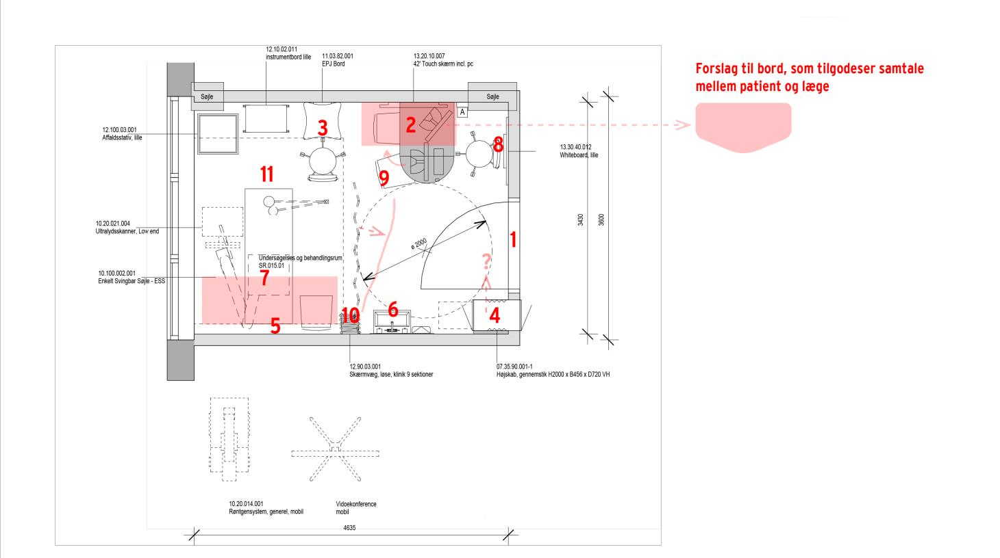 12.10.02.011
instrumentbord lille
11.03.82.001
EPJ Bord
13.20.10.007
42' Touch skærm incl. pc
Forslag til bord, som tilgodeser samtale
mellem patient og læge
Søjle
Søjle
A
12.100.03.001
Affaldsstativ, lille
3
2
8
13.30.40.012
Whiteboard, lille
11
9
10.20.021.004
Ultralydsskanner, Low end
3430
3600
ø 2000
1
Undersøgelses og behandlingsrum
SR.015.01
?
10.100.002.001
Enkelt Svingbar Søjle - ESS
7
5
10
6
4
12.90.03.001
Skærmvæg, løse, klinik 9 sektioner
07.35.90.001-1
Højskab, gennemstik H2000 x B456 x D720 VH
10.20.014.001
Røntgensystem, generel, mobil
Vidoekonference
mobil
4635